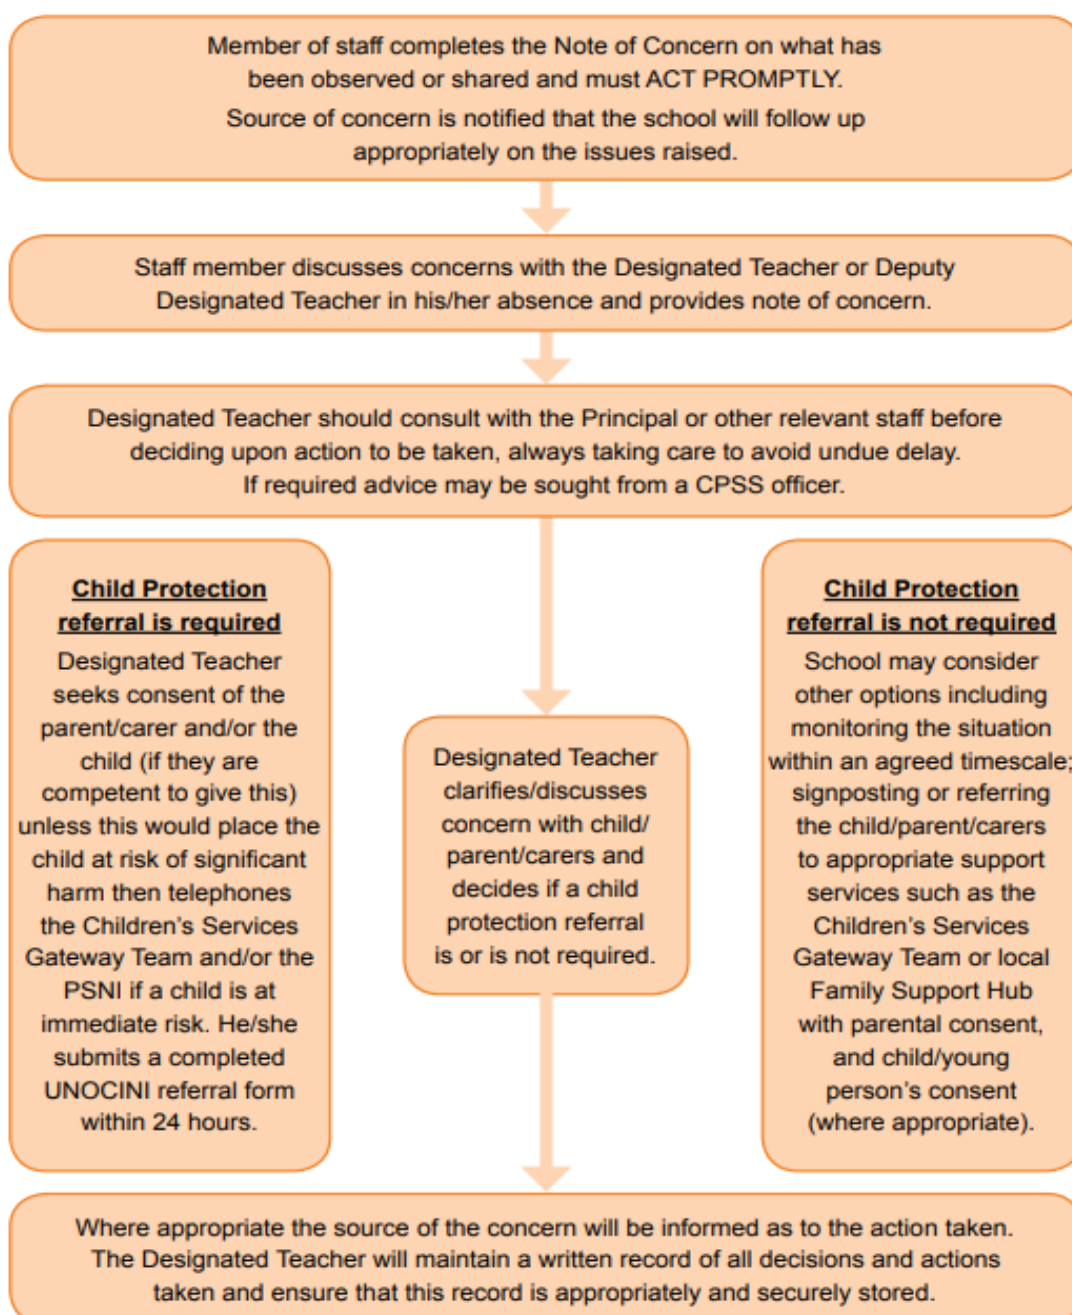 Member of staff completes the Note of Concern on what has
been observed or shared and must ACT PROMPTLY.
Source of concern is notified that the school will follow up
appropriately on the issues raised.
Staff member discusses concerns with the Designated Teacher or Deputy
Designated Teacher in his/her absence and provides note of concern.
Designated Teacher should consult with the Principal or other relevant staff before
deciding upon action to be taken, always taking care to avoid undue delay.
If required advice may be sought from a CPSS officer.
Child Protection
referral is required
Designated Teacher
seeks consent of the
parent/carer and/or the
child (if they are
competent to give this)
unless this would place the
child at risk of significant
harm then telephones
the Children's Services
Gateway Team and/or the
PSNI if a child is at
immediate risk. He/she
submits a completed
UNOCINI referral form
within 24 hours.
Designated Teacher
clarifies/discusses
concern with child/
parent/carers and
decides if a child
protection referral
is or is not required.
Child Protection
referral is not required
School may consider
other options including
monitoring the situation
within an agreed timescale;
signposting or referring
the child/parent/carers
to appropriate support
services such as the
Children's Services
Gateway Team or local
Family Support Hub
with parental consent,
and child/young
person's consent
(where appropriate).
Where appropriate the source of the concern will be informed as to the action taken.
The Designated Teacher will maintain a written record of all decisions and actions
taken and ensure that this record is appropriately and securely stored.